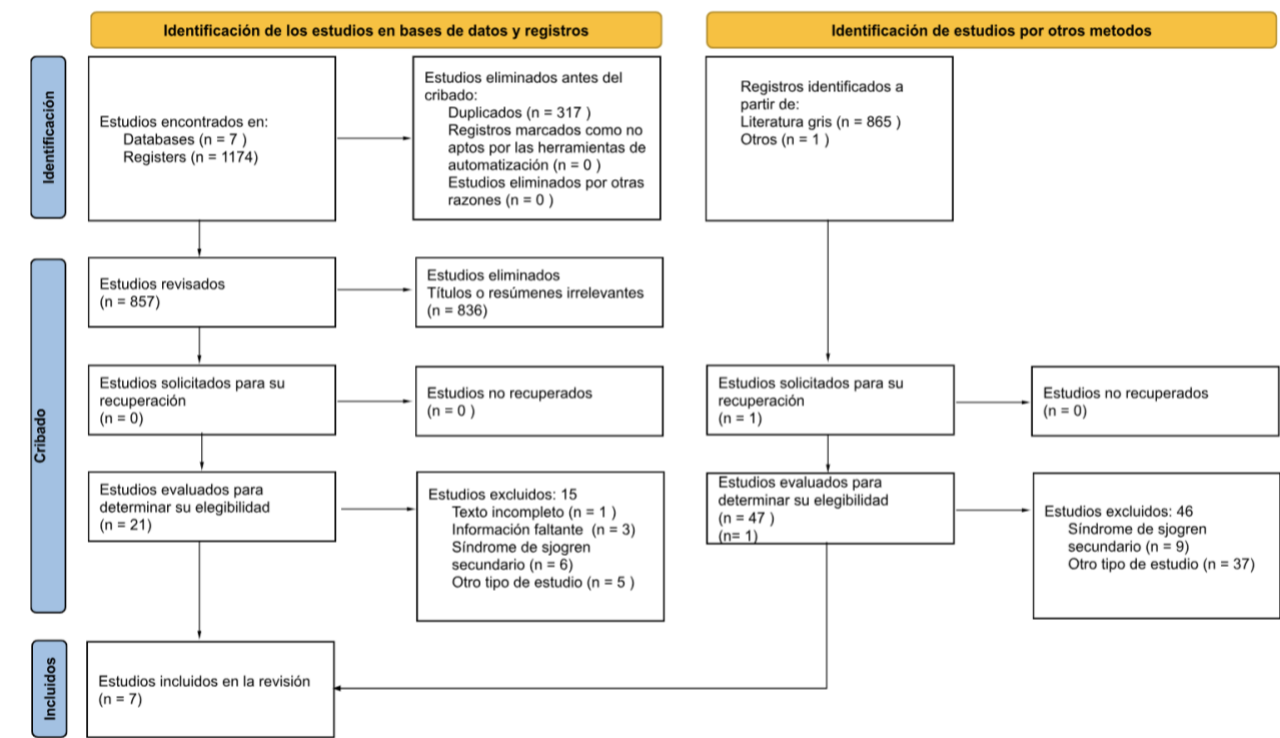 Identificación de los estudios en bases de datos y registros
Identificación de estudios por otros metodos
Identificación
Estudios encontrados en:
Databases (n = 7 )
Registers (n = 1174)
Estudios eliminados antes del
cribado:
Duplicados (n = 317 )
Registros marcados como no
aptos por las herramientas de
automatización (n = 0 )
Estudios eliminados por otras
razones (n = 0 )
Registros identificados a
partir de:
Literatura gris (n = 865 )
Otros (n = 1 )
Cribado
Estudios revisados
(n = 857)
Estudios eliminados
Títulos o resúmenes irrelevantes
(n = 836)
Estudios solicitados para su
recuperación
(n = 0)
Estudios no recuperados
(n = 0 )
Estudios solicitados para su
recuperación
(n = 1)
Estudios no recuperados
(n = 0)
Estudios evaluados para
determinar su elegibilidad
(n = 21)
Estudios excluidos: 15
Texto incompleto (n = 1 )
Información faltante (n = 3)
Síndrome de sjogren
secundario (n = 6)
Otro tipo de estudio (n = 5 )
Estudios evaluados para
determinar su elegibilidad
(n = 47 )
(n= 1)
Estudios excluidos: 46
Síndrome de sjogren
secundario (n = 9)
Otro tipo de estudio (n = 37)
Incluidos
Estudios incluidos en la revisión
(n = 7)